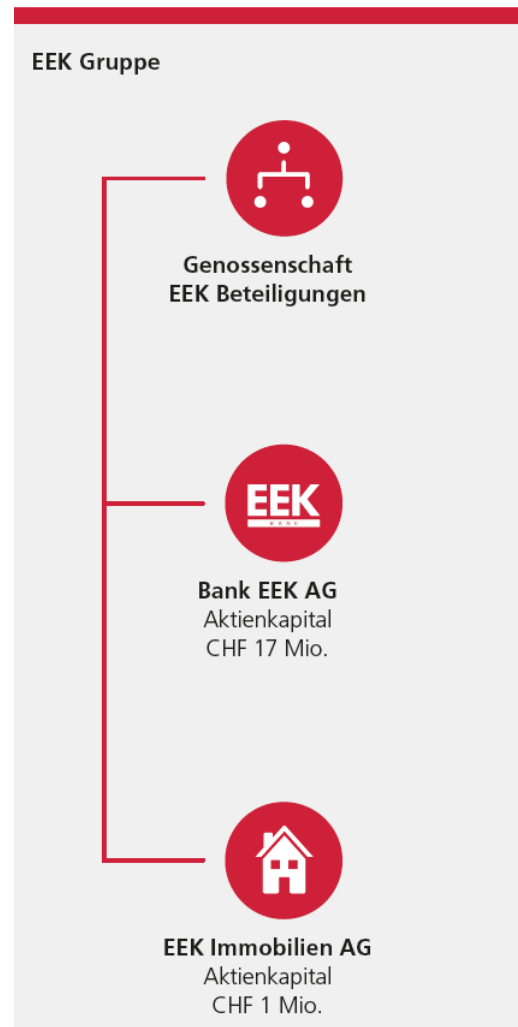 EEK Gruppe
Genossenschaft
EEK Beteiligungen
EEK
BANK
Bank EEK AG
Aktienkapital
CHF 17 Mio.
EEK Immobilien AG
Aktienkapital
CHF 1 Mio.